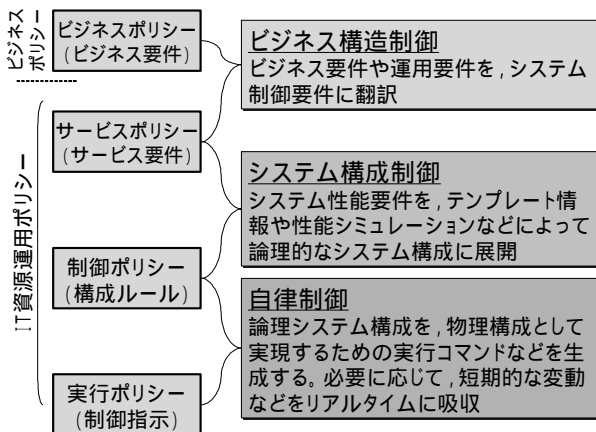 ビジネス
ポリシー
ビジネスポリシー
(ビジネス要件)
ビジネス構造制御
ビジネス要件や運用要件を，システム
制御要件に翻訳
IT資源運用ポリシー
サービスポリシー
(サービス要件)
システム構成制御
システム性能要件を，テンプレート情
報や性能シミュレーションなどによって
論理的なシステム構成に展開
制御ポリシー
(構成ルール)
自律制御
論理システム構成を，物理構成として
実現するための実行コマンドなどを生
成する。必要に応じて，短期的な変動
などをリアルタイムに吸収
実行ポリシー
(制御指示)